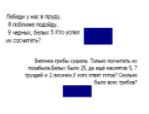 Лебеди у нас в пруду,
Я поближе подойду,
9 черных, белых 5 Кто успел
их сосчитать?
Белочка грибы сушила, Только посчитать их
позабыла.Белых было 25, да ещё маслятов 5, 7
груздей и 2 лисички,У кого ответ готов? Сколько
было всех грибов?